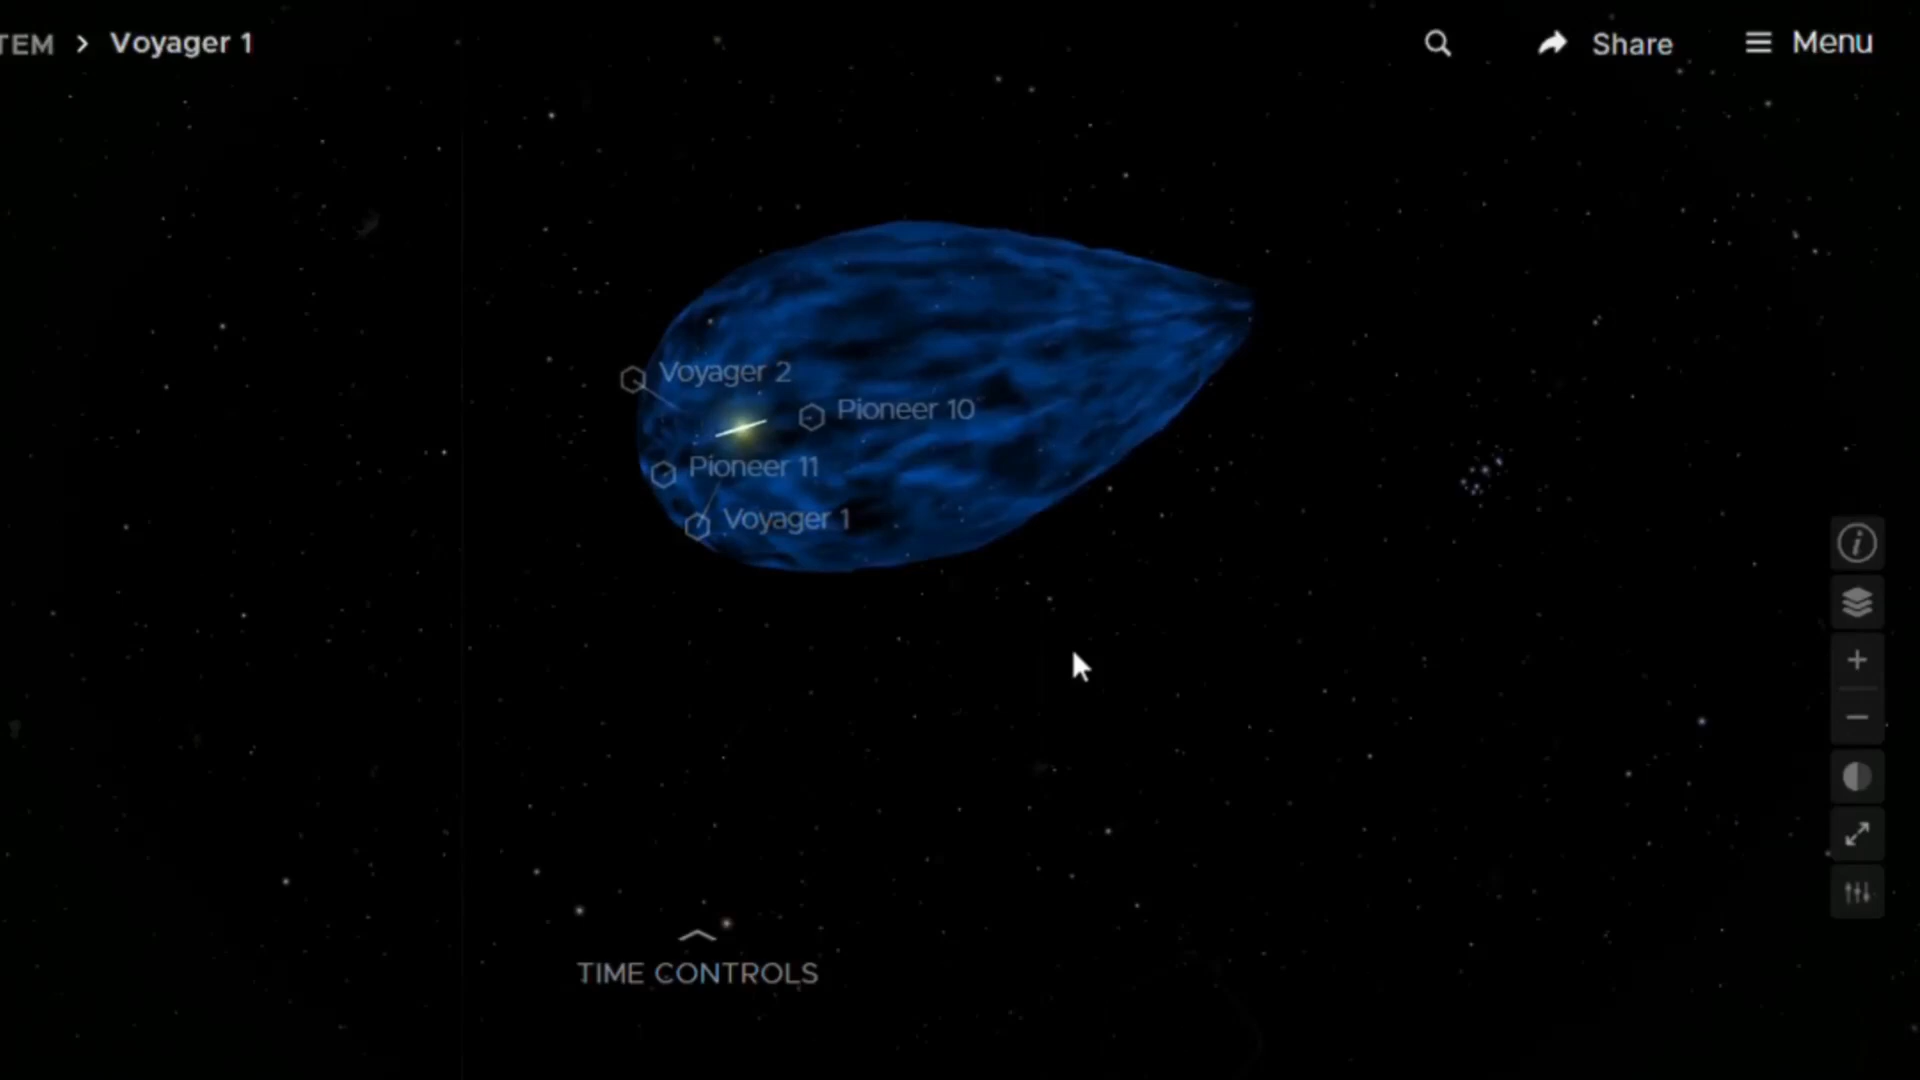 TEM > Voyager 1
Share
Menu
Voyager 2
Pioneer 10
Pioneer 11
Voyager 1
TIME CONTROLS